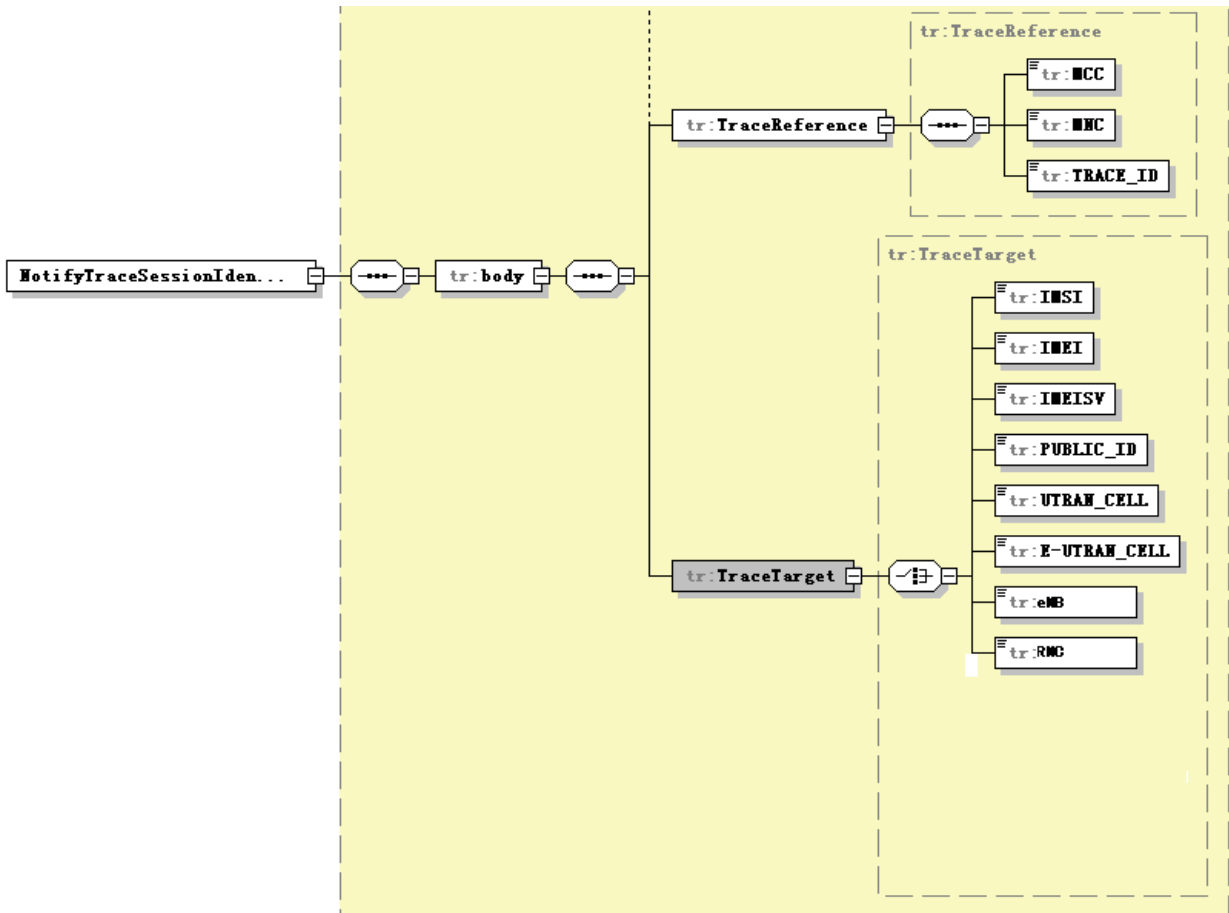 tr:TraceReference
tr:MCC
tr:TraceReference
tr:MNC
tr:TRACE_ID
tr:TraceTarget
NotifyTraceSessionIden...
tr:body
tr:IMSI
tr:IMEI
tr:IMEISV
tr:PUBLIC_ID
tr:UTRAN_CELL
tr:E-UTRAN_CELL
tr:TraceTarget
tr:eNB
tr:RNC